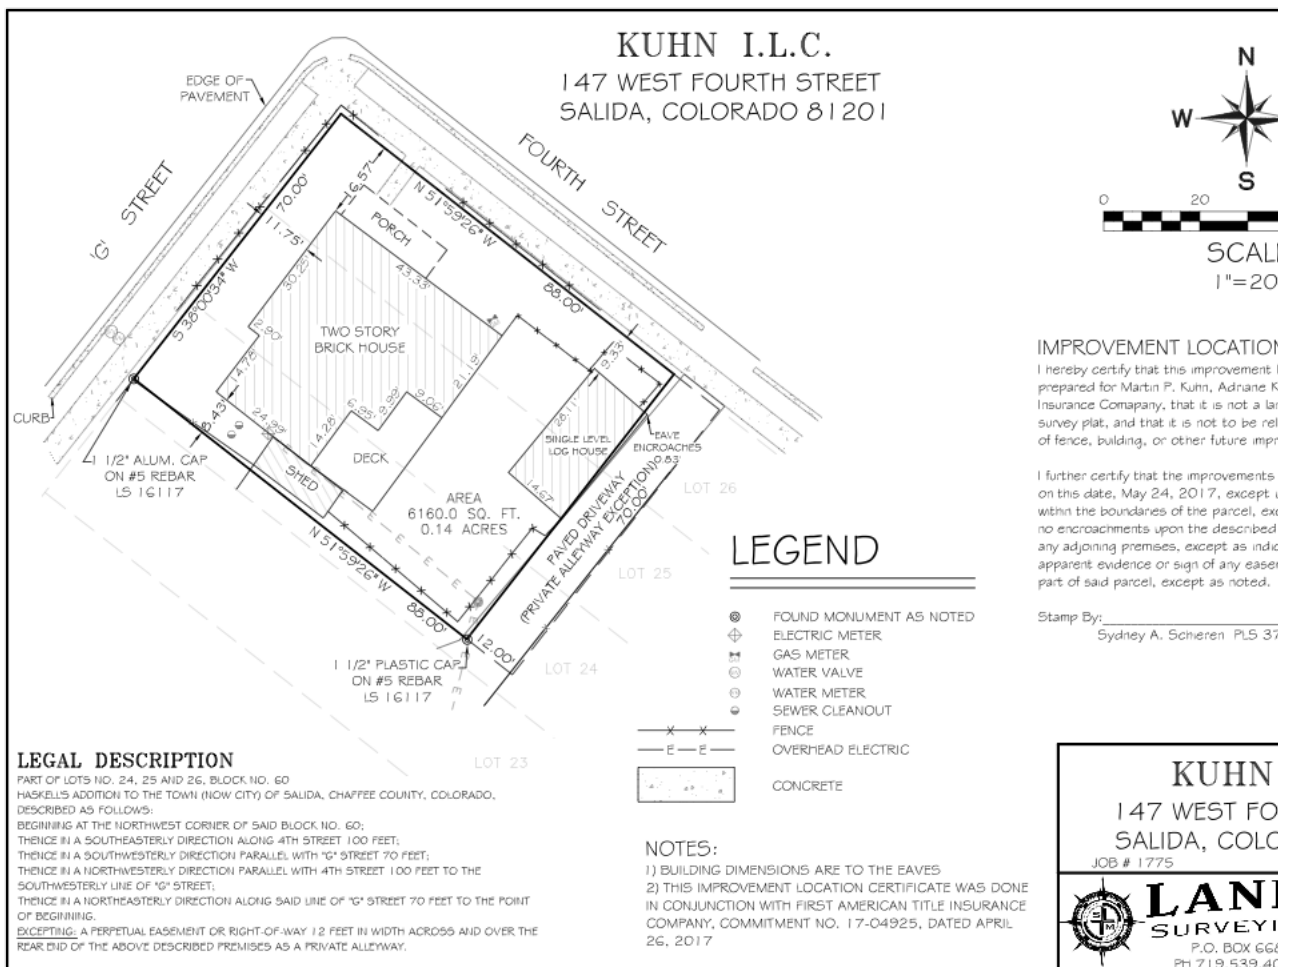 KUHN I.L.C.
147 WEST FOURTH STREET
SALIDA, COLORADO 81201
EDGE OF
PAVEMENT
'G' STREET
FOURTH STREET
N
W
S
0 20
SCAL
1"=20
70.00'
6.57'
N 51°59'26" W
88.00'
11.75'
S 38°00'34" W
PORCH
43.33'
30.25'
TWO STORY
BRICK HOUSE
2.90'
14.78'
21.19'
9.33'
8.43'
24.99'
14.28'
6.95'
9.99'
9.06'
DECK
SHED
28.11'
SINGLE LEVEL
LOG HOUSE
14.67'
EAVE
ENCROACHES
0.83'
CURB
1 1/2" ALUM. CAP
ON #5 REBAR
LS 16117
AREA
6160.0 SQ. FT.
0.14 ACRES
PAVED DRIVEWAY
(PRIVATE ALLEYWAY EXCEPTION)
70.00'
N 51°59'26" W
88.00'
12.00'
E
E
E
E
E
E
1 1/2" PLASTIC CAP
ON #5 REBAR
LS 16117
LOT 26
LOT 25
LOT 24
LOT 23
IMPROVEMENT LOCATION
I hereby certify that this improvement
prepared for Martin P. Kuhn, Adriane K
Insurance Comapany, that it is not a la
survey plat, and that it is not to be rel
of fence, building, or other future impr
I further certify that the improvements
on this date, May 24, 2017, except
within the boundaries of the parcel, exc
no encroachments upon the described
any adjoining premises, except as indic
apparent evidence or sign of any easer
part of said parcel, except as noted.
Stamp By:
Sydney A. Schieren PLS 37
LEGEND
FOUND MONUMENT AS NOTED
ELECTRIC METER
GAS METER
WATER VALVE
WATER METER
SEWER CLEANOUT
X X FENCE
E E OVERHEAD ELECTRIC
CONCRETE
LEGAL DESCRIPTION
PART OF LOTS NO. 24, 25 AND 26, BLOCK NO. 60
HASKELL'S ADDITION TO THE TOWN (NOW CITY) OF SALIDA, CHAFFEE COUNTY, COLORADO,
DESCRIBED AS FOLLOWS:
BEGINNING AT THE NORTHWEST CORNER OF SAID BLOCK NO. 60;
THENCE IN A SOUTHEASTERLY DIRECTION ALONG 4TH STREET 100 FEET;
THENCE IN A SOUTHWESTERLY DIRECTION PARALLEL WITH "G" STREET 70 FEET;
THENCE IN A NORTHWESTERLY DIRECTION PARALLEL WITH 4TH STREET 100 FEET TO THE
SOUTHWESTERLY LINE OF "G" STREET;
THENCE IN A NORTHEASTERLY DIRECTION ALONG SAID LINE OF "G" STREET 70 FEET TO THE POINT
OF BEGINNING.
EXCEPTING: A PERPETUAL EASEMENT OR RIGHT-OF-WAY 12 FEET IN WIDTH ACROSS AND OVER THE
REAR END OF THE ABOVE DESCRIBED PREMISES AS A PRIVATE ALLEYWAY.
NOTES:
1) BUILDING DIMENSIONS ARE TO THE EAVES
2) THIS IMPROVEMENT LOCATION CERTIFICATE WAS DONE
IN CONJUNCTION WITH FIRST AMERICAN TITLE INSURANCE
COMPANY, COMMITMENT NO. 17-04925, DATED APRIL
26, 2017
KUHN
147 WEST FO
SALIDA, COLO
JOB # 1775
LAN
SURVEYI
P.O. BOX 66
PH 719.539.40